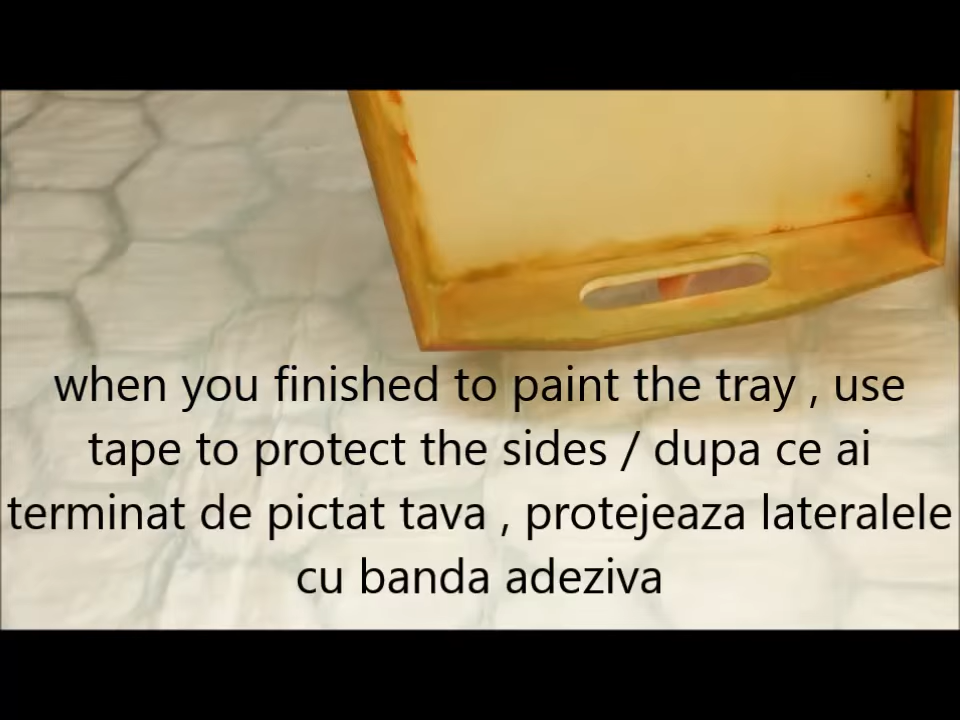 when you finished to paint the tray , use
tape to protect the sides / dupa ce ai
terminat de pictat tava , protejeaza lateralele
cu banda adeziva